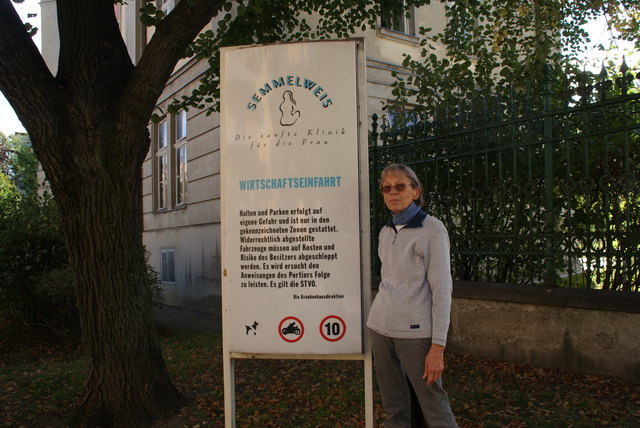 SEMMELWEIS
Die sanfte Klinik
für die Frau
WIRTSCHAFTSEINFAHRT
Halten und Parken erfolgt auf
eigene Gefahr und ist nur in den
gekennzeichneten Zonen gestattet.
Widerrechtlich abgestellte
Fahrzeuge müssen auf Kosten und
Risiko des Besitzers abgeschleppt
werden. Es wird ersucht den
Anweisungen des Portiers Folge
zu leisten. Es gilt die STVO.
Die Krankenhausdirektion
10